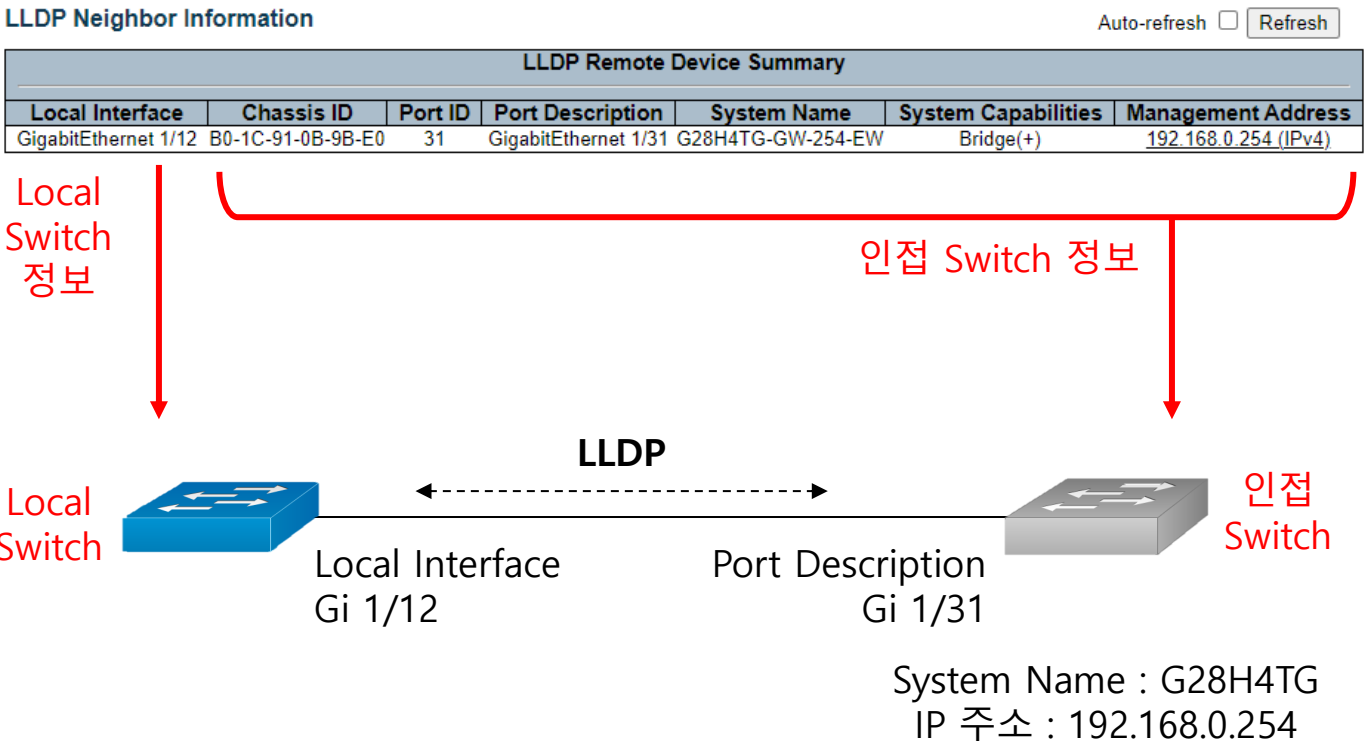 LLDP Neighbor Information
Auto-refresh Refresh
LLDP Remote Device Summary
Local Interface Chassis ID Port ID Port Description System Name System Capabilities Management Address
GigabitEthernet 1/12 B0-1C-91-0B-9B-E0 31 GigabitEthernet 1/31 G28H4TG-GW-254-EW Bridge(+) 192.168.0.254 (IPv4)
Local
Switch
정보
인접 Switch 정보
LLDP
Local
Switch
인접
Switch
Local Interface
Gi 1/12
Port Description
Gi 1/31
System Name : G28H4TG
IP 주소 : 192.168.0.254